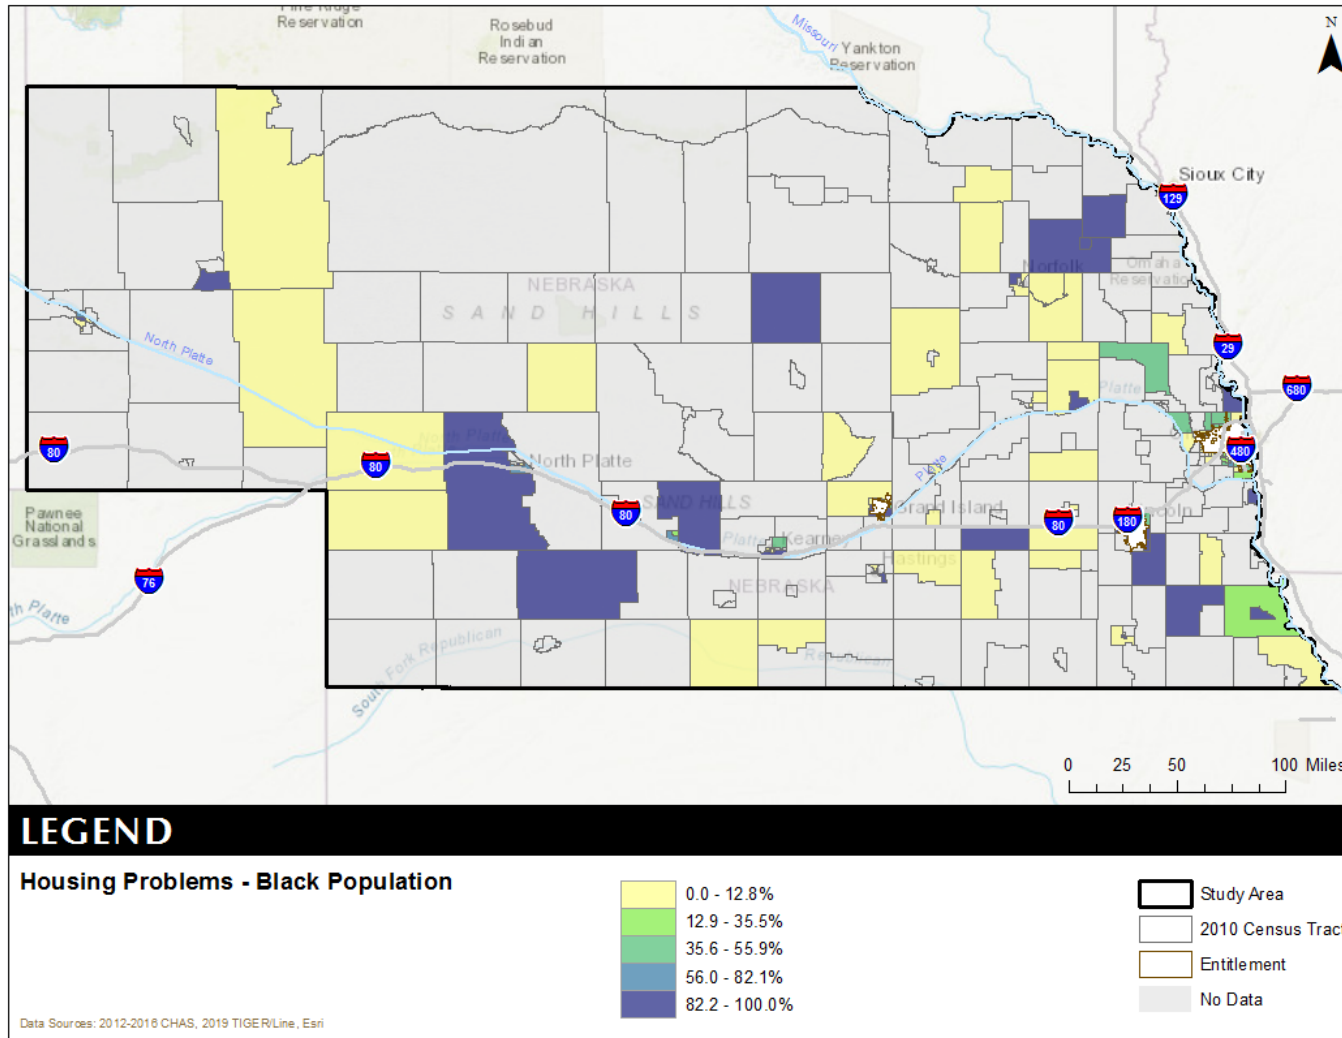 Pine Ridge
Reservation
Rosebud
Indian
Reservation
Missouri
Yankton
Reservation
N
Sioux City
129
Norfolk
Omaha
Reservation
NEBRASKA
SAND HILLS
North Platte
29
680
Platte
80
80
North Platte
North Platte
480
SAND HILLS
80
Platte
Kearney
Platte
Grand Island
80
180
Lincoln
Pawnee
National
Grasslands
76
th Platte
Hastings
NEBRASKA
South Fork Republican
Republican
0 25 50 100 Miles
LEGEND
Housing Problems - Black Population
0.0 - 12.8%
12.9 - 35.5%
35.6 - 55.9%
56.0 - 82.1%
82.2 - 100.0%
Study Area
2010 Census Tract
Entitlement
No Data
Data Sources: 2012-2016 CHAS, 2019 TIGER/Line, Esri